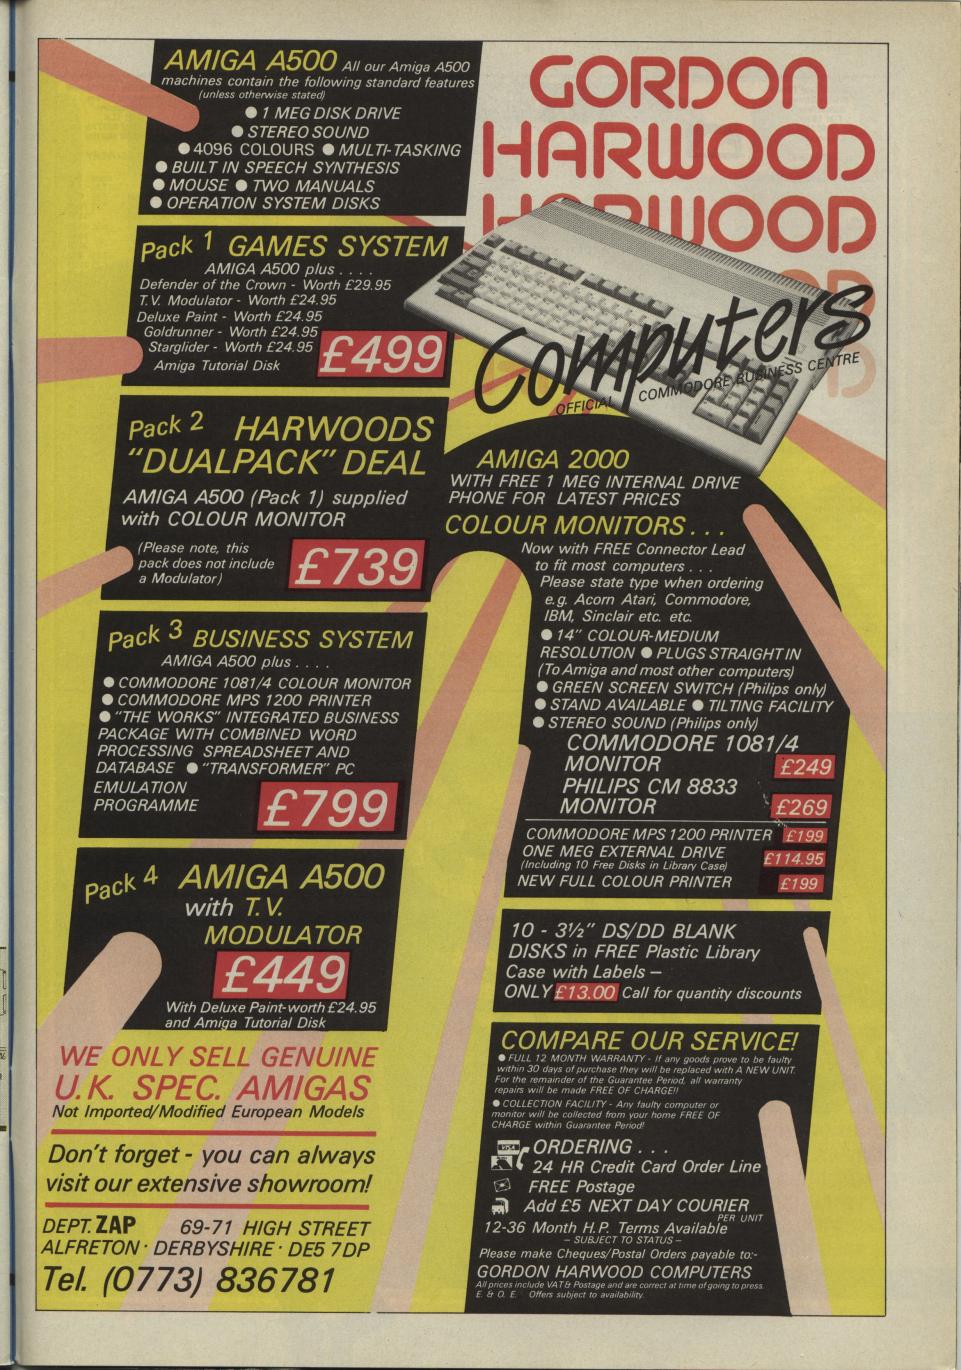 AMIGA A500 All our Amiga A500
machines contain the following standard features
(unless otherwise stated)
● 1 MEG DISK DRIVE
● STEREO SOUND
● 4096 COLOURS ● MULTI-TASKING
● BUILT IN SPEECH SYNTHESIS
● MOUSE ● TWO MANUALS
● OPERATION SYSTEM DISKS
GORDON
HARWOOD
HARWOOD
Computers
OFFICIAL COMMODORE BUSINESS CENTRE
Pack 1 GAMES SYSTEM
AMIGA A500 plus . . . .
Defender of the Crown - Worth £29.95
T.V. Modulator - Worth £24.95
Deluxe Paint - Worth £24.95
Goldrunner - Worth £24.95
Starglider - Worth £24.95
Amiga Tutorial Disk
£499
Pack 2 HARWOODS
"DUALPACK" DEAL
AMIGA A500 (Pack 1) supplied
with COLOUR MONITOR
(Please note, this
pack does not include
a Modulator)
£739
Pack 3 BUSINESS SYSTEM
AMIGA A500 plus . . . .
● COMMODORE 1081/4 COLOUR MONITOR
● COMMODORE MPS 1200 PRINTER
● "THE WORKS" INTEGRATED BUSINESS
PACKAGE WITH COMBINED WORD
PROCESSING SPREADSHEET AND
DATABASE ● "TRANSFORMER" PC
EMULATION
PROGRAMME
£799
Pack 4 AMIGA A500
with T.V.
MODULATOR
£449
With Deluxe Paint-worth £24.95
and Amiga Tutorial Disk
WE ONLY SELL GENUINE
U.K. SPEC. AMIGAS
Not Imported/Modified European Models
Don't forget - you can always
visit our extensive showroom!
DEPT. ZAP 69-71 HIGH STREET
ALFRETON · DERBYSHIRE · DE5 7DP
Tel. (0773) 836781
AMIGA 2000
WITH FREE 1 MEG INTERNAL DRIVE
PHONE FOR LATEST PRICES
COLOUR MONITORS . . .
Now with FREE Connector Lead
to fit most computers . . .
Please state type when ordering
e.g. Acorn Atari, Commodore,
IBM, Sinclair etc. etc.
● 14" COLOUR-MEDIUM
RESOLUTION ● PLUGS STRAIGHT IN
(To Amiga and most other computers)
● GREEN SCREEN SWITCH (Philips only)
● STAND AVAILABLE ● TILTING FACILITY
● STEREO SOUND (Philips only)
COMMODORE 1081/4
MONITOR £249
PHILIPS CM 8833
MONITOR £269
COMMODORE MPS 1200 PRINTER £199
ONE MEG EXTERNAL DRIVE £114.95
(Including 10 Free Disks in Library Case)
NEW FULL COLOUR PRINTER £199
10 - 3½" DS/DD BLANK
DISKS in FREE Plastic Library
Case with Labels –
ONLY £13.00 Call for quantity discounts
COMPARE OUR SERVICE!
● FULL 12 MONTH WARRANTY - If any goods prove to be faulty
within 30 days of purchase they will be replaced with A NEW UNIT.
For the remainder of the Guarantee Period, all warranty
repairs will be made FREE OF CHARGE!!
● COLLECTION FACILITY - Any faulty computer or
monitor will be collected from your home FREE OF
CHARGE within Guarantee Period!
VISA ORDERING . . .
24 HR Credit Card Order Line
FREE Postage
Add £5 NEXT DAY COURIER
PER UNIT
12-36 Month H.P. Terms Available
– SUBJECT TO STATUS –
Please make Cheques/Postal Orders payable to:-
GORDON HARWOOD COMPUTERS
All prices include VAT & Postage and are correct at time of going to press.
E. & O. E. Offers subject to availability.